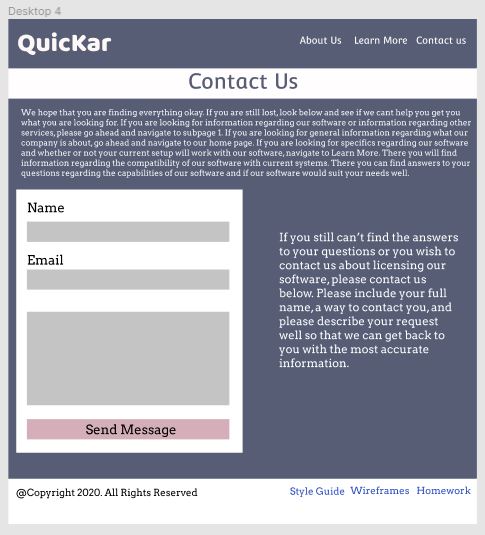 Desktop 4
QuicKar
About Us Learn More Contact us
Contact Us
We hope that you are finding everything okay. If you are still lost, look below and see if we cant help you get you
what you are looking for. If you are looking for information regarding our software or information regarding other
services, please go ahead and navigate to subpage 1. If you are looking for general information regarding what our
company is about, go ahead and navigate to our home page. If you are looking for specifics regarding our software
and whether or not your current setup will work with our software, navigate to Learn More. There you will find
information regarding the compatibility of our software with current systems. There you can find answers to your
questions regarding the capabilities of our software and if our software would suit your needs well.
Name
Email
Send Message
If you still can't find the answers
to your questions or you wish to
contact us about licensing our
software, please contact us
below. Please include your full
name, a way to contact you, and
please describe your request
well so that we can get back to
you with the most accurate
information.
@Copyright 2020. All Rights Reserved
Style Guide Wireframes Homework